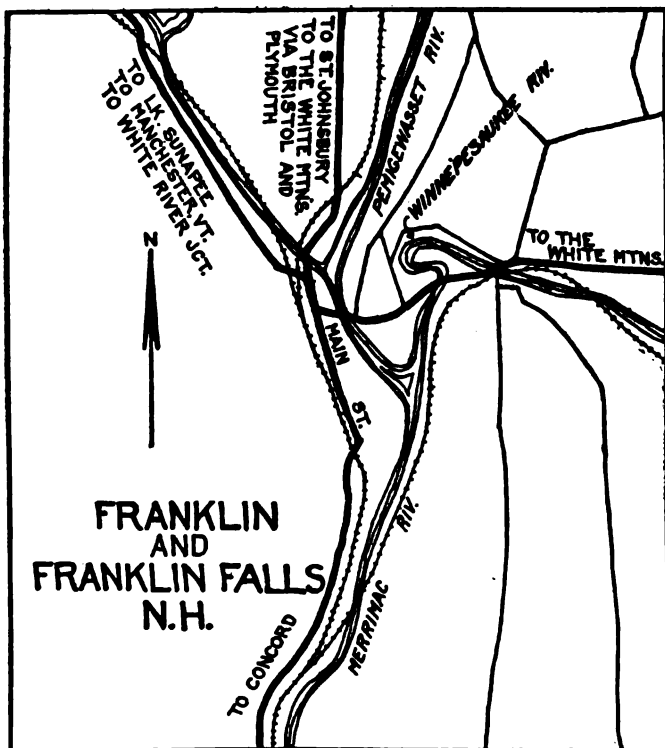 TO ST. JOHNSBURY
TO THE WHITE MTNS.
VIA BRISTOL AND
PLYMOUTH
PEMIGEWASSET RIV.
WINNEPESAUKEE RIV.
TO LK. SUNAPEE
TO MANCHESTER, VT.
TO WHITE RIVER JCT.
TO THE
WHITE MTNS.
N
MAIN ST.
FRANKLIN
AND
FRANKLIN FALLS
N.H.
MERRIMAC RIV.
TO CONCORD